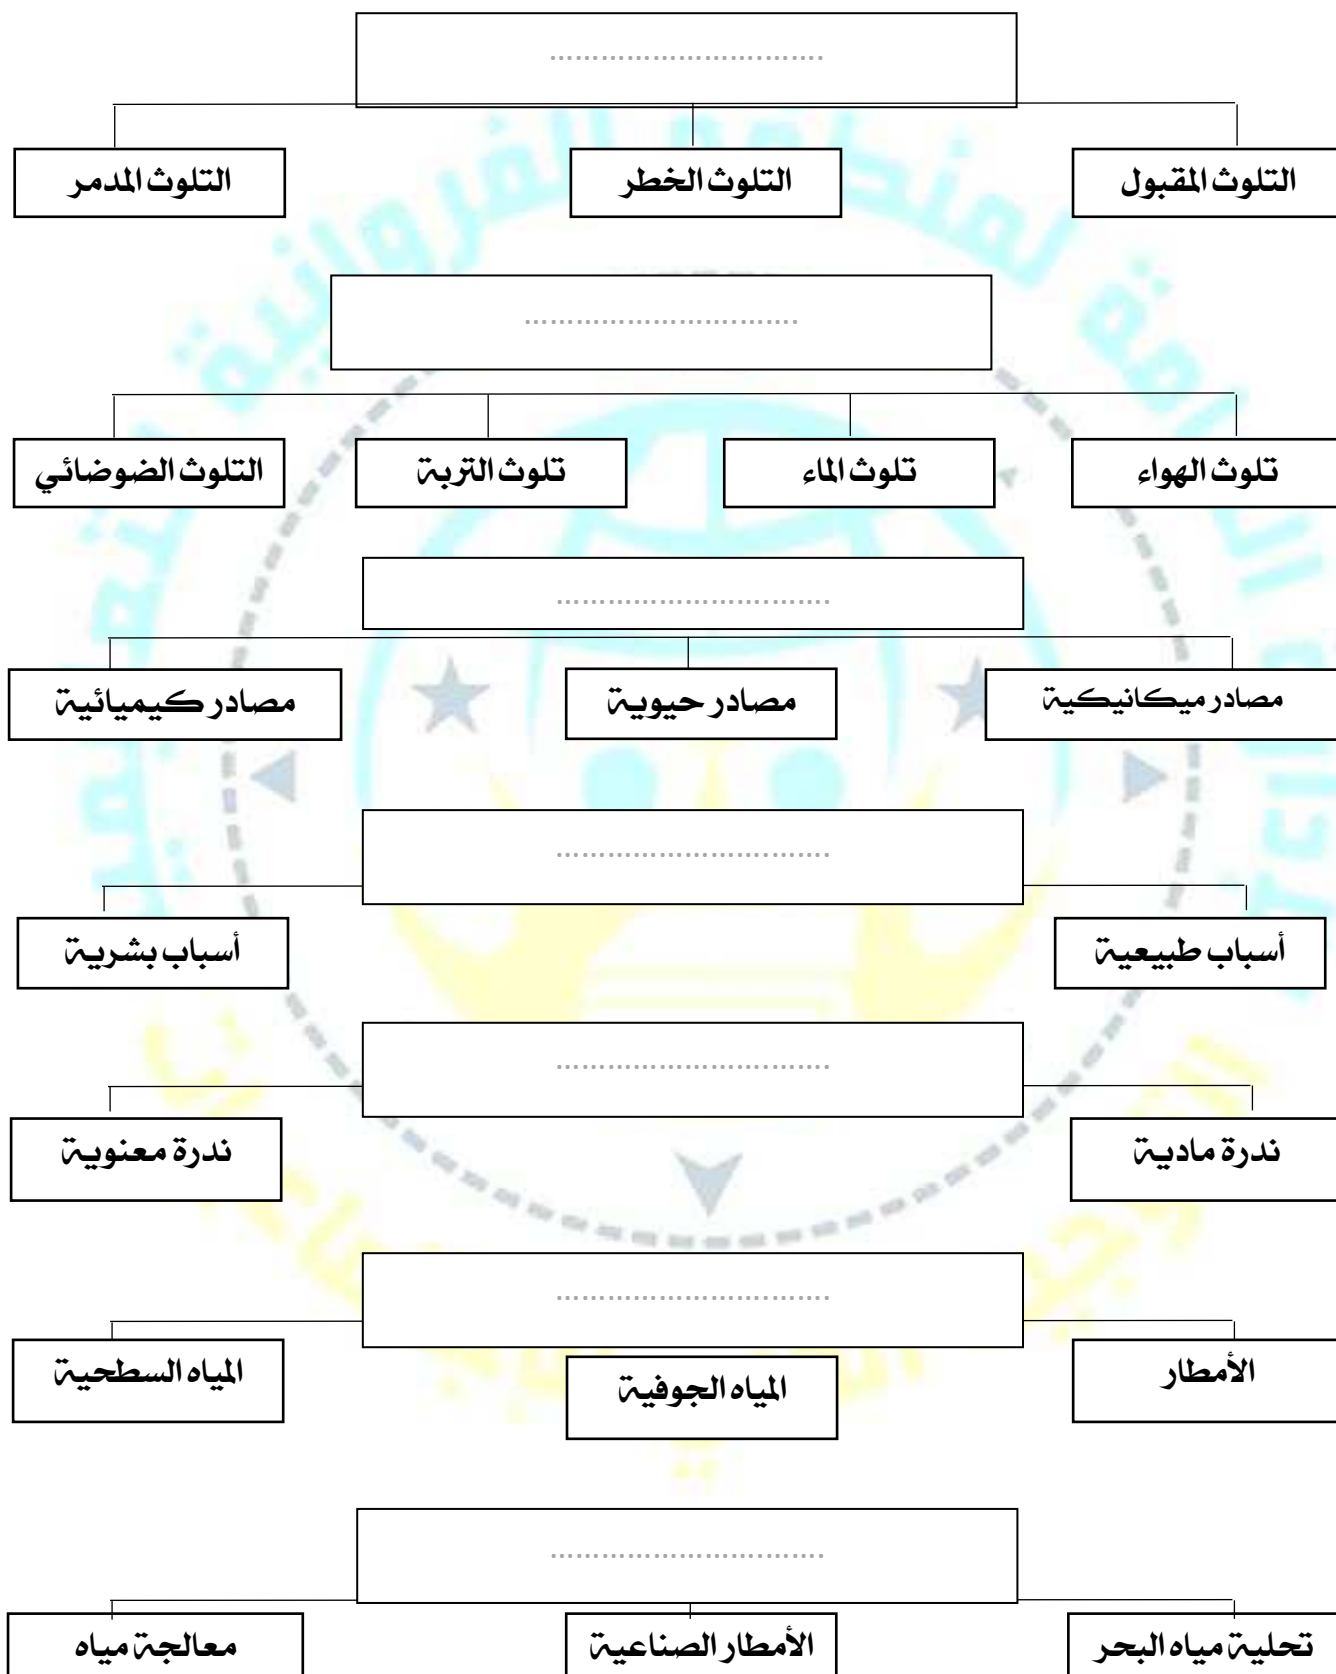 ................................
التلوث المقبول
التلوث الخطر
التلوث المدمر
................................
تلوث الهواء
تلوث الماء
تلوث التربة
التلوث الضوضائي
................................
مصادر ميكانيكية
مصادر حيوية
مصادر كيميائية
................................
أسباب طبيعية
أسباب بشرية
................................
ندرة مادية
ندرة معنوية
................................
الأمطار
المياه الجوفية
المياه السطحية
................................
تحلية مياه البحر
الأمطار الصناعية
معالجة مياه